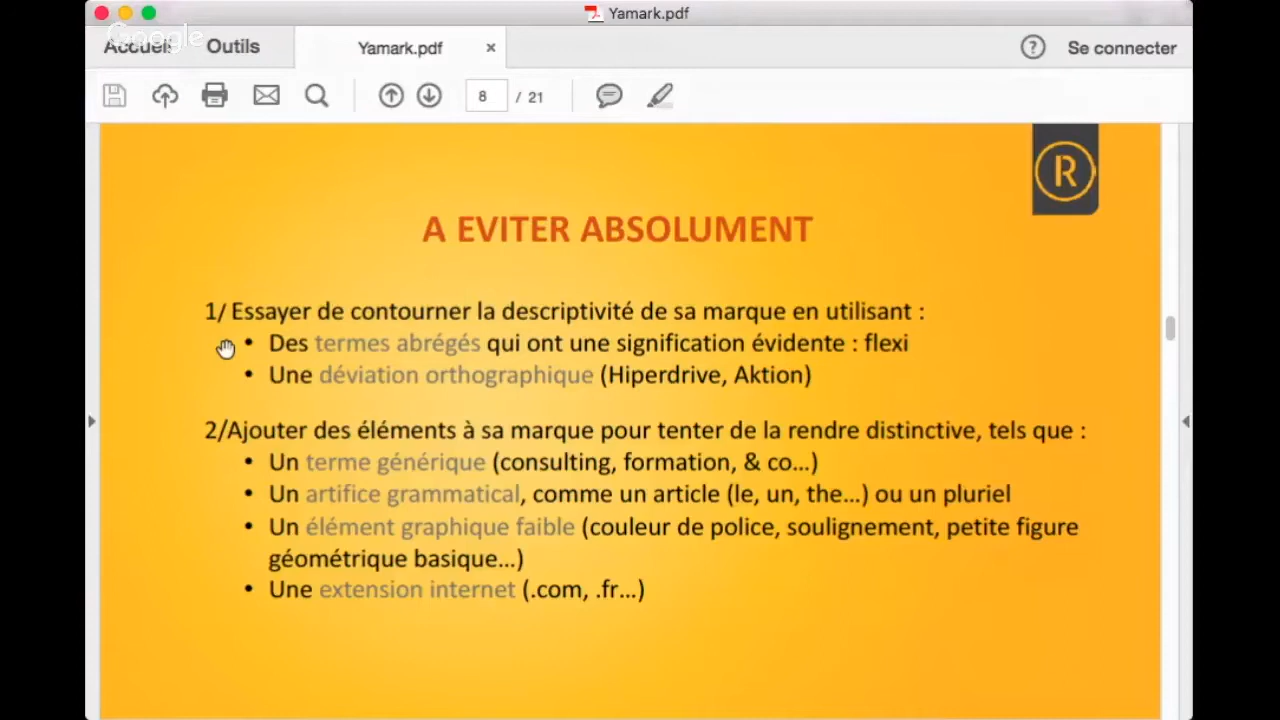 Yamark.pdf
Google
Accueil Outils Yamark.pdf × ? Se connecter
8 / 21
R
A EVITER ABSOLUMENT
1/ Essayer de contourner la descriptivité de sa marque en utilisant :
• Des termes abrégés qui ont une signification évidente : flexi
• Une déviation orthographique (Hiperdrive, Aktion)
2/Ajouter des éléments à sa marque pour tenter de la rendre distinctive, tels que :
• Un terme générique (consulting, formation, & co...)
• Un artifice grammatical, comme un article (le, un, the...) ou un pluriel
• Un élément graphique faible (couleur de police, soulignement, petite figure
géométrique basique...)
• Une extension internet (.com, .fr...)